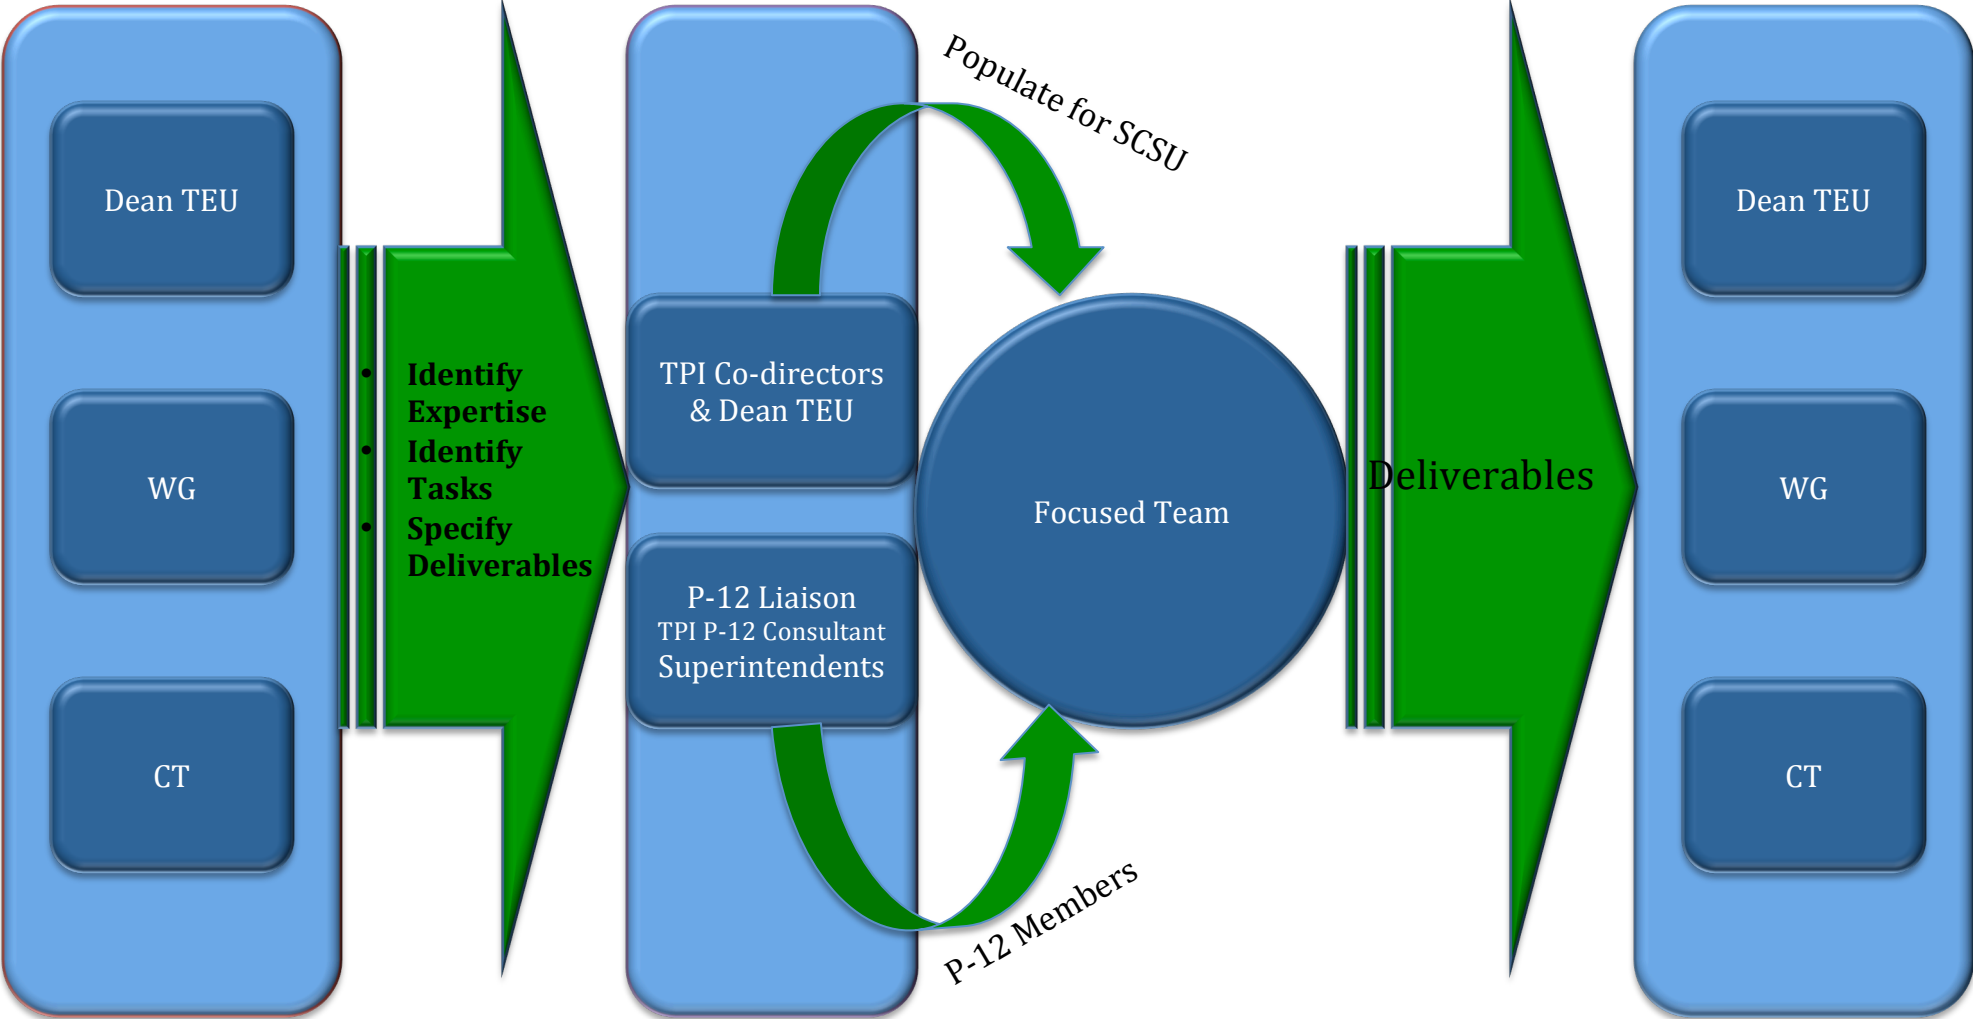 Dean TEU
WG
CT
• Identify
Expertise
• Identify
Tasks
• Specify
Deliverables
Populate for SCSU
TPI Co-directors
& Dean TEU
P-12 Liaison
TPI P-12 Consultant
Superintendents
P-12 Members
Focused Team
Deliverables
Dean TEU
WG
CT